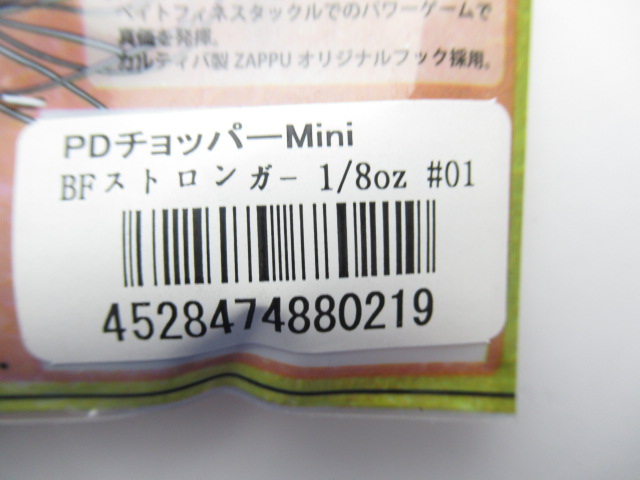 ベイトフィネスタックルでのパワーゲームで
真価を発揮。
カルティバ製 ZAPPU オリジナルフック採用。
PDチョッパーMini
BFストロンガ- 1/8oz #01
4528474880219